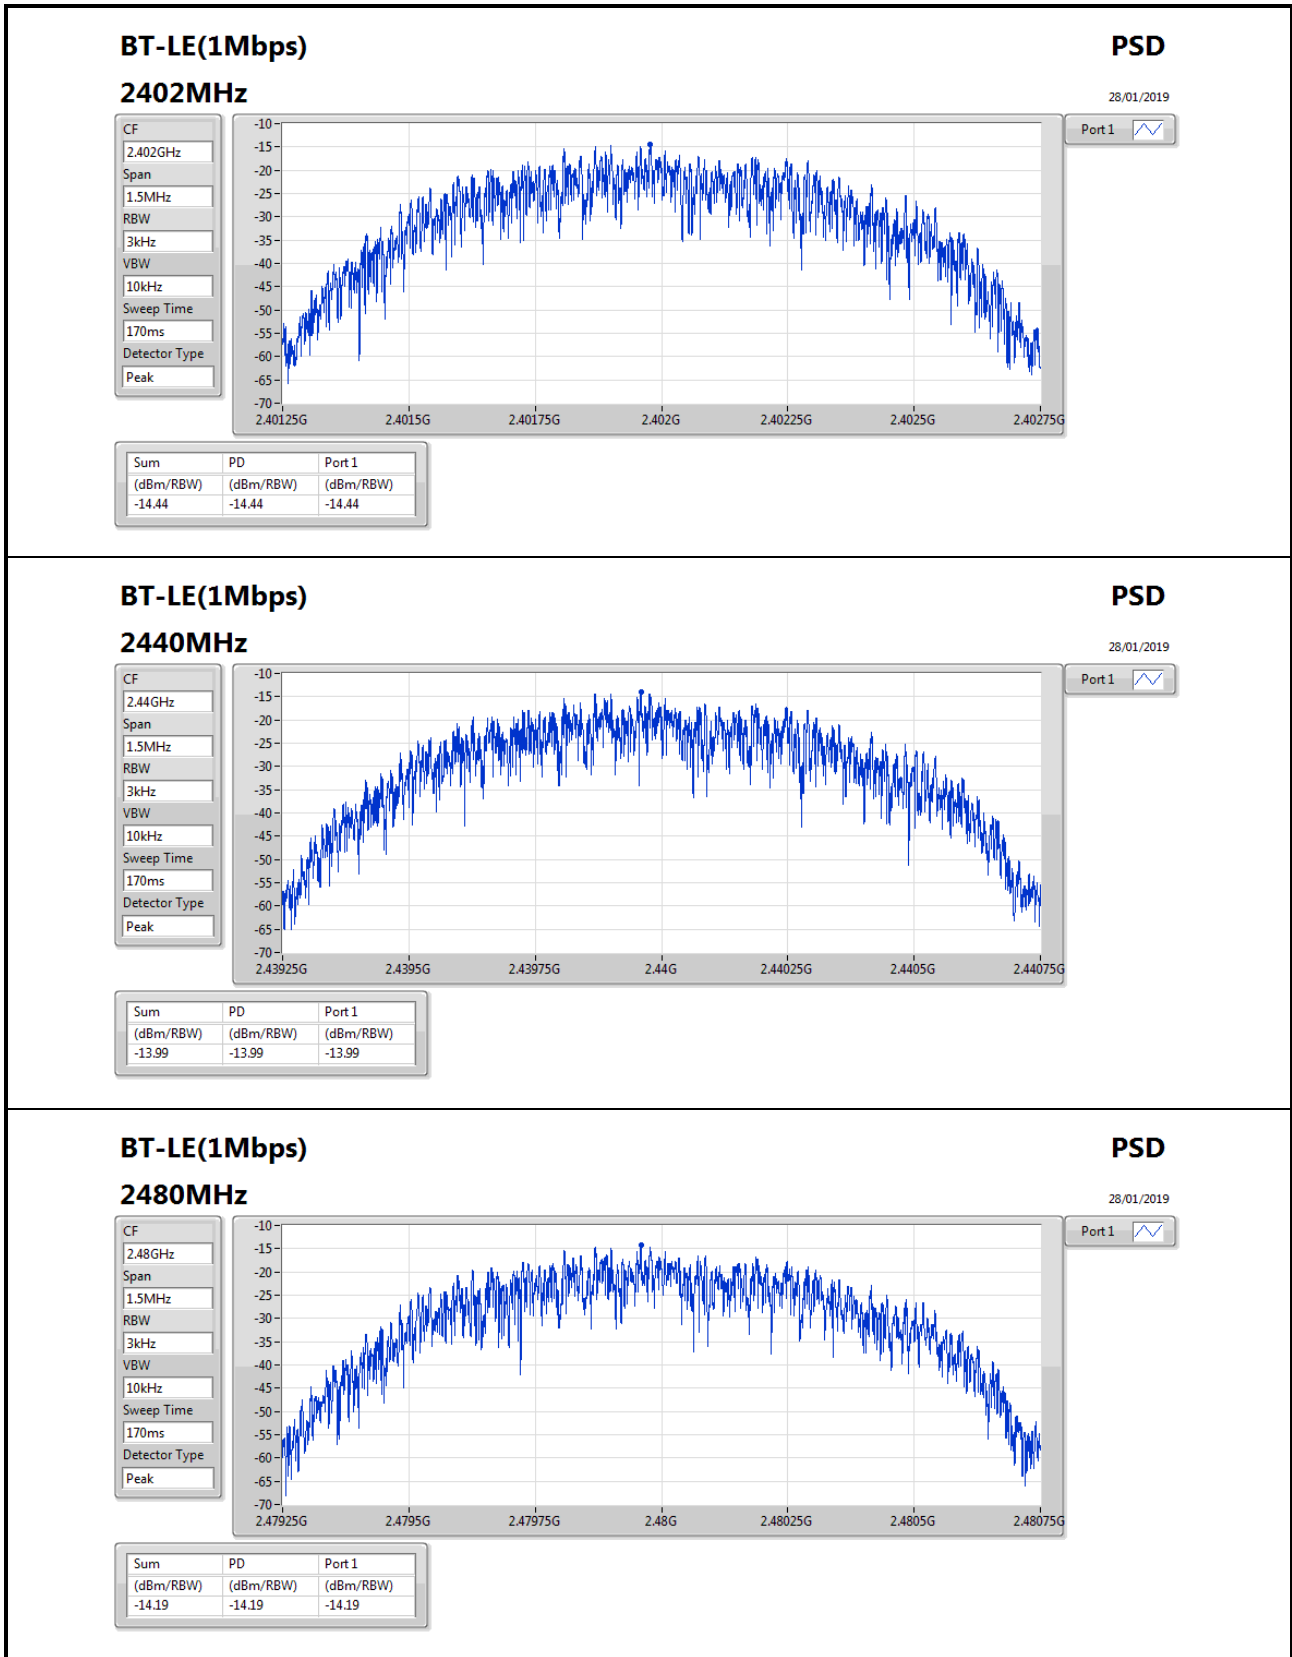 BT-LE(1Mbps) PSD
2402MHz 28/01/2019
CF
2.402GHz
Span
1.5MHz
RBW
3kHz
VBW
10kHz
Sweep Time
170ms
Detector Type
Peak
-10
-15
-20
-25
-30
-35
-40
-45
-50
-55
-60
-65
-70
2.40125G 2.4015G 2.40175G 2.402G 2.40225G 2.4025G 2.40275G
Port 1
Sum PD Port 1
(dBm/RBW) (dBm/RBW) (dBm/RBW)
-14.44 -14.44 -14.44
BT-LE(1Mbps) PSD
2440MHz 28/01/2019
CF
2.44GHz
Span
1.5MHz
RBW
3kHz
VBW
10kHz
Sweep Time
170ms
Detector Type
Peak
-10
-15
-20
-25
-30
-35
-40
-45
-50
-55
-60
-65
-70
2.43925G 2.4395G 2.43975G 2.44G 2.44025G 2.4405G 2.44075G
Port 1
Sum PD Port 1
(dBm/RBW) (dBm/RBW) (dBm/RBW)
-13.99 -13.99 -13.99
BT-LE(1Mbps) PSD
2480MHz 28/01/2019
CF
2.48GHz
Span
1.5MHz
RBW
3kHz
VBW
10kHz
Sweep Time
170ms
Detector Type
Peak
-10
-15
-20
-25
-30
-35
-40
-45
-50
-55
-60
-65
-70
2.47925G 2.4795G 2.47975G 2.48G 2.48025G 2.4805G 2.48075G
Port 1
Sum PD Port 1
(dBm/RBW) (dBm/RBW) (dBm/RBW)
-14.19 -14.19 -14.19